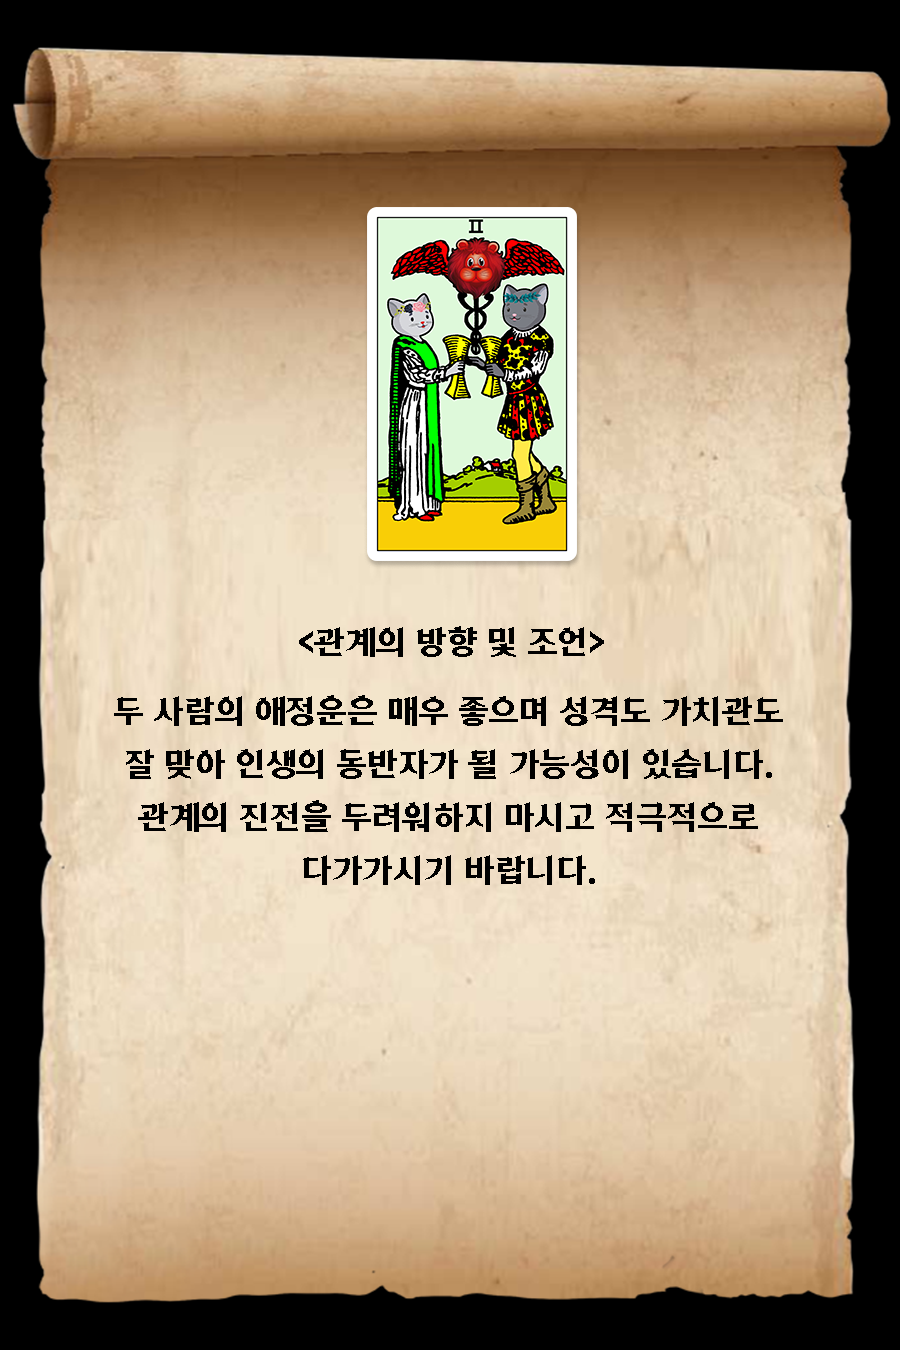 II
<관계의 방향 및 조언>
두 사람의 애정운은 매우 좋으며 성격도 가치관도
잘 맞아 인생의 동반자가 될 가능성이 있습니다.
관계의 진전을 두려워하지 마시고 적극적으로
다가가시기 바랍니다.